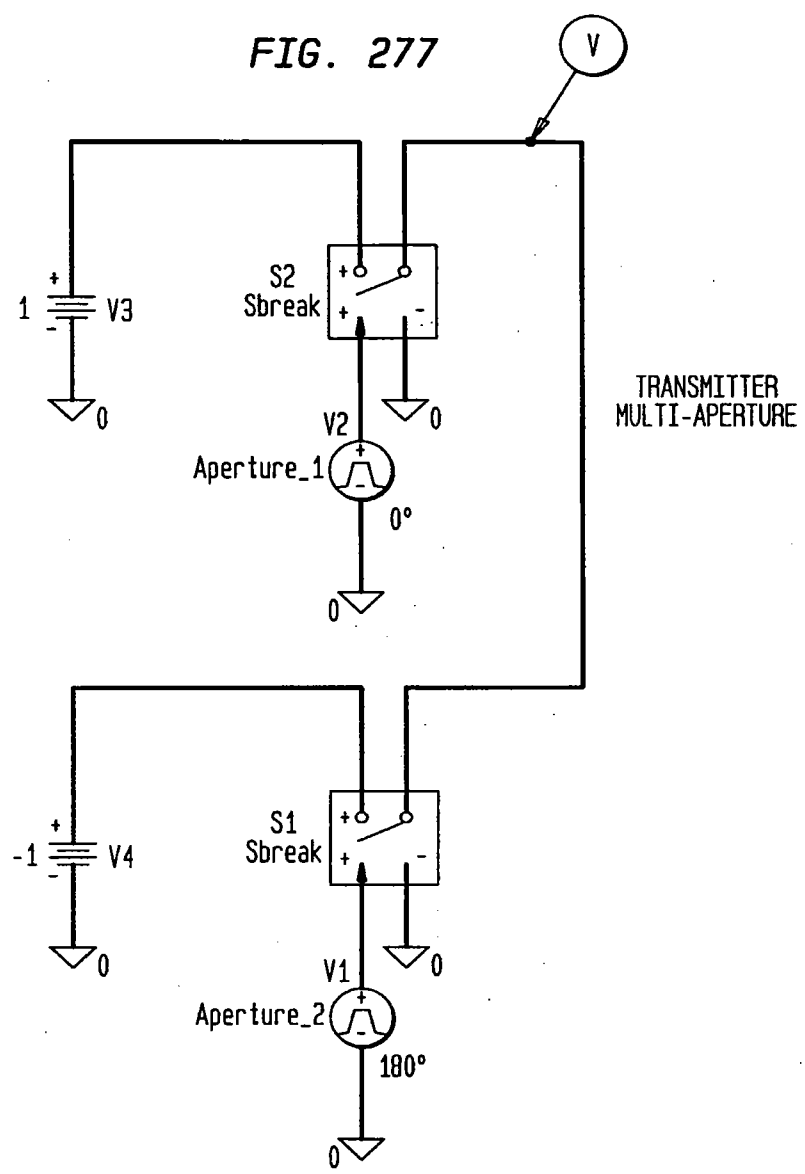 FIG. 277
V
+
1
-
V3
S2
Sbreak
+
+
-
0
0
V2
Aperture_1
+
-
0°
0
TRANSMITTER
MULTI-APERTURE
+
-1
-
V4
S1
Sbreak
+
+
-
0
0
V1
Aperture_2
+
-
180°
0